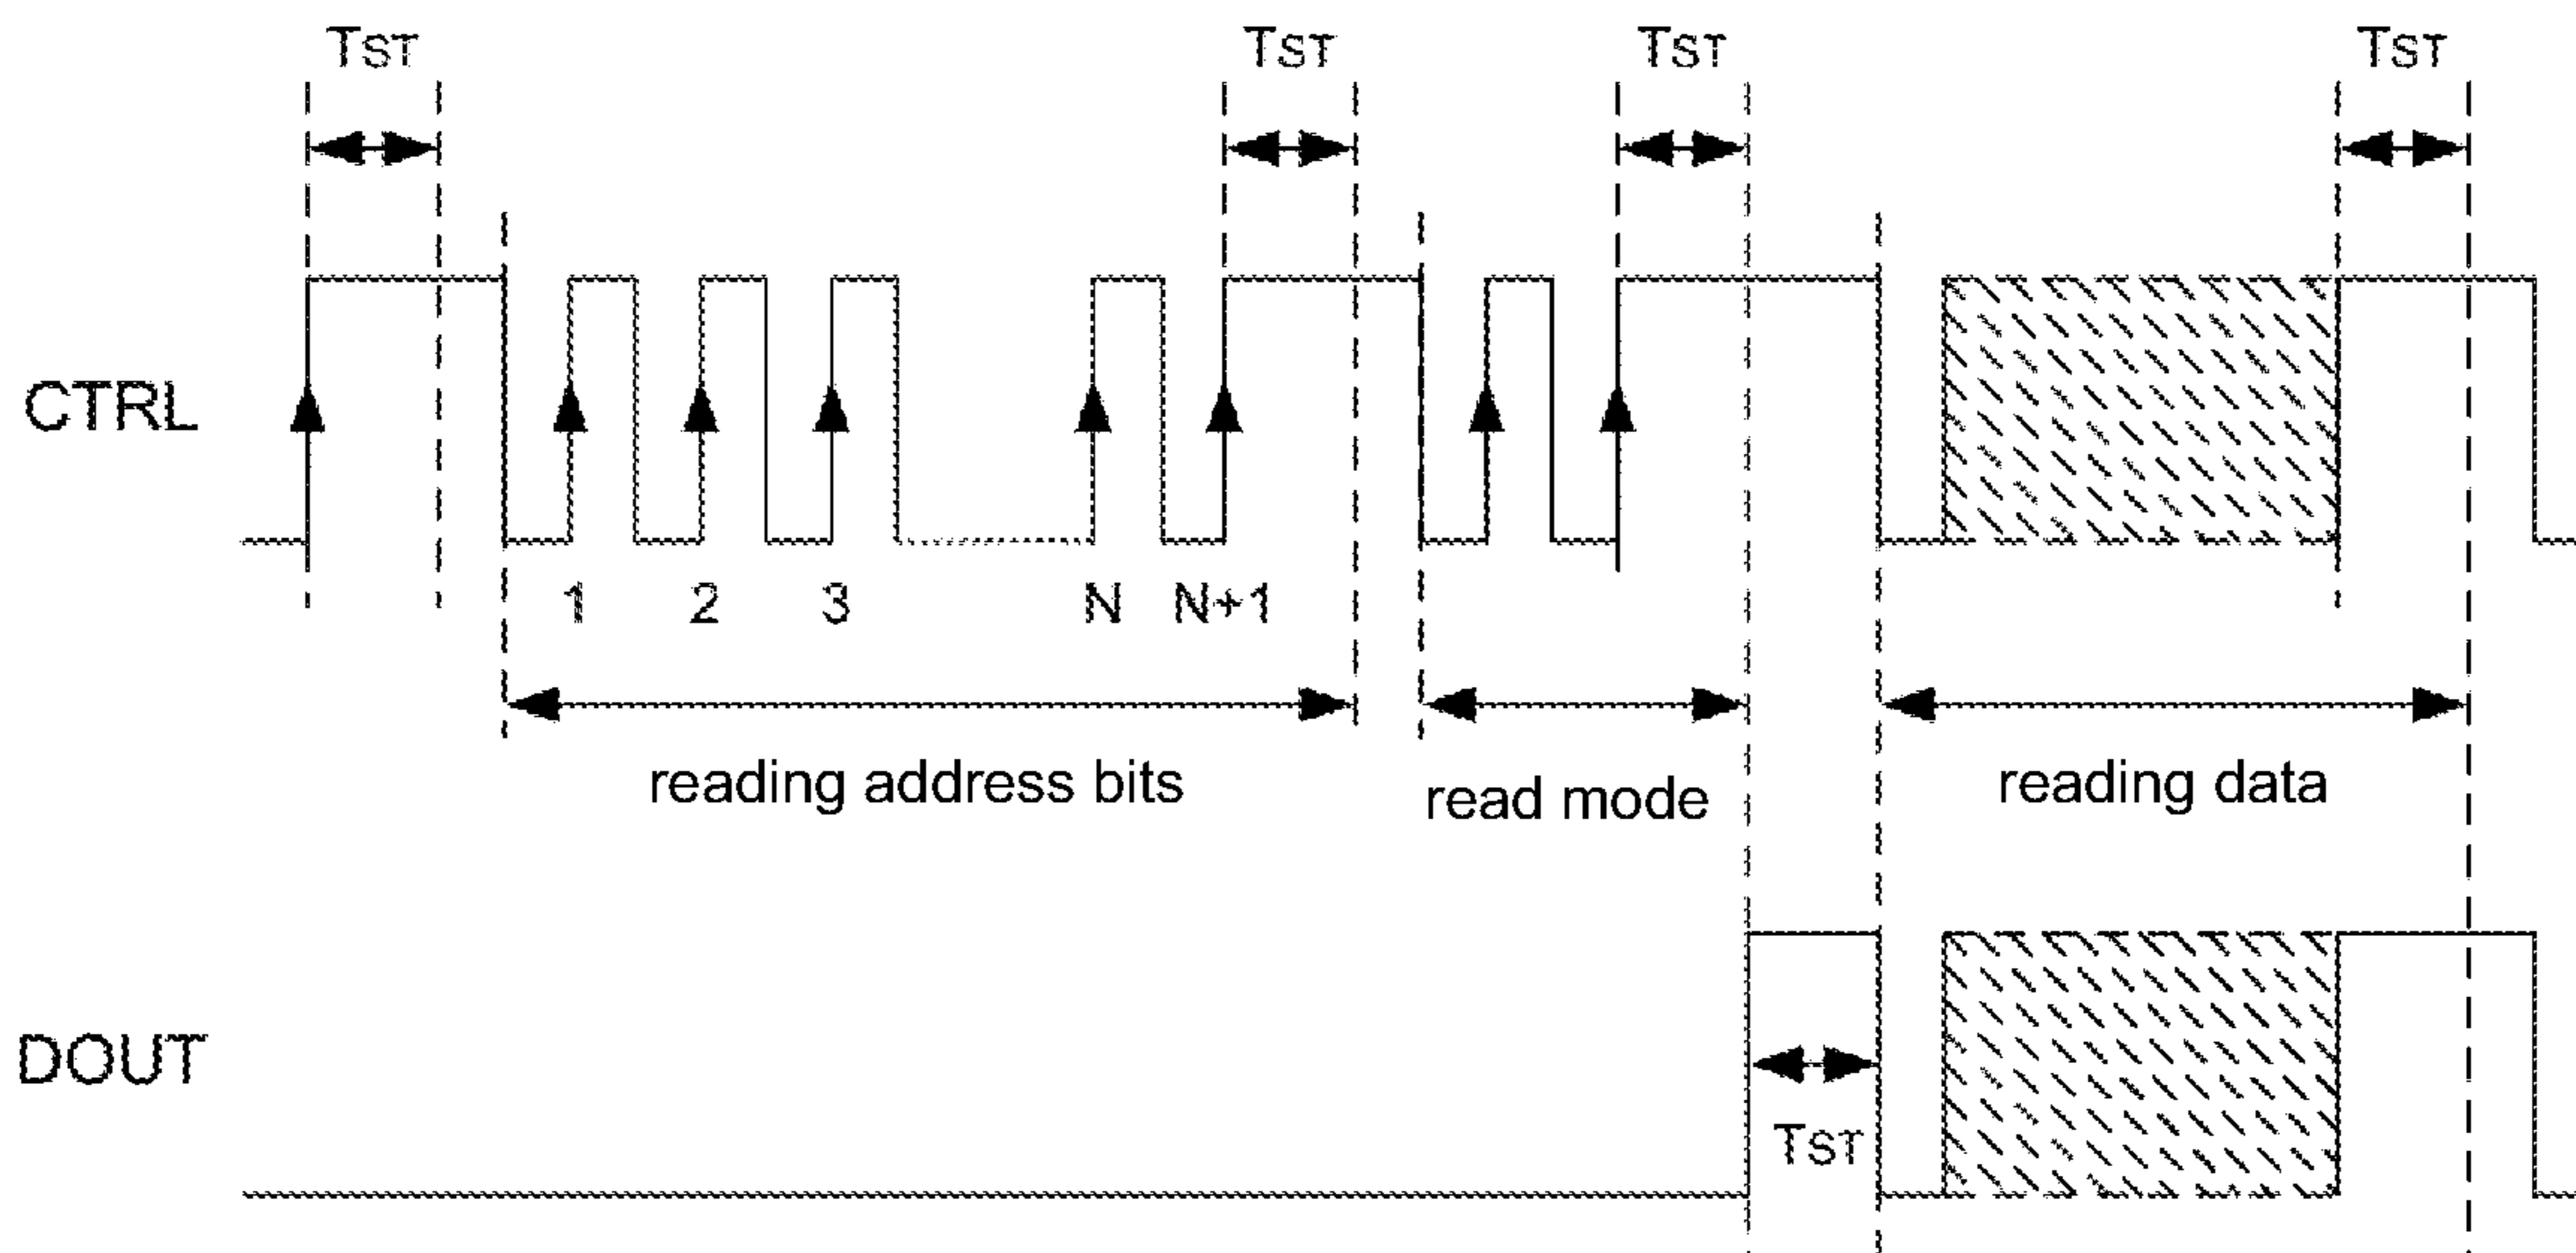 TST TST TST TST
CTRL
1 2 3 N N+1
reading address bits read mode reading data
DOUT
TST